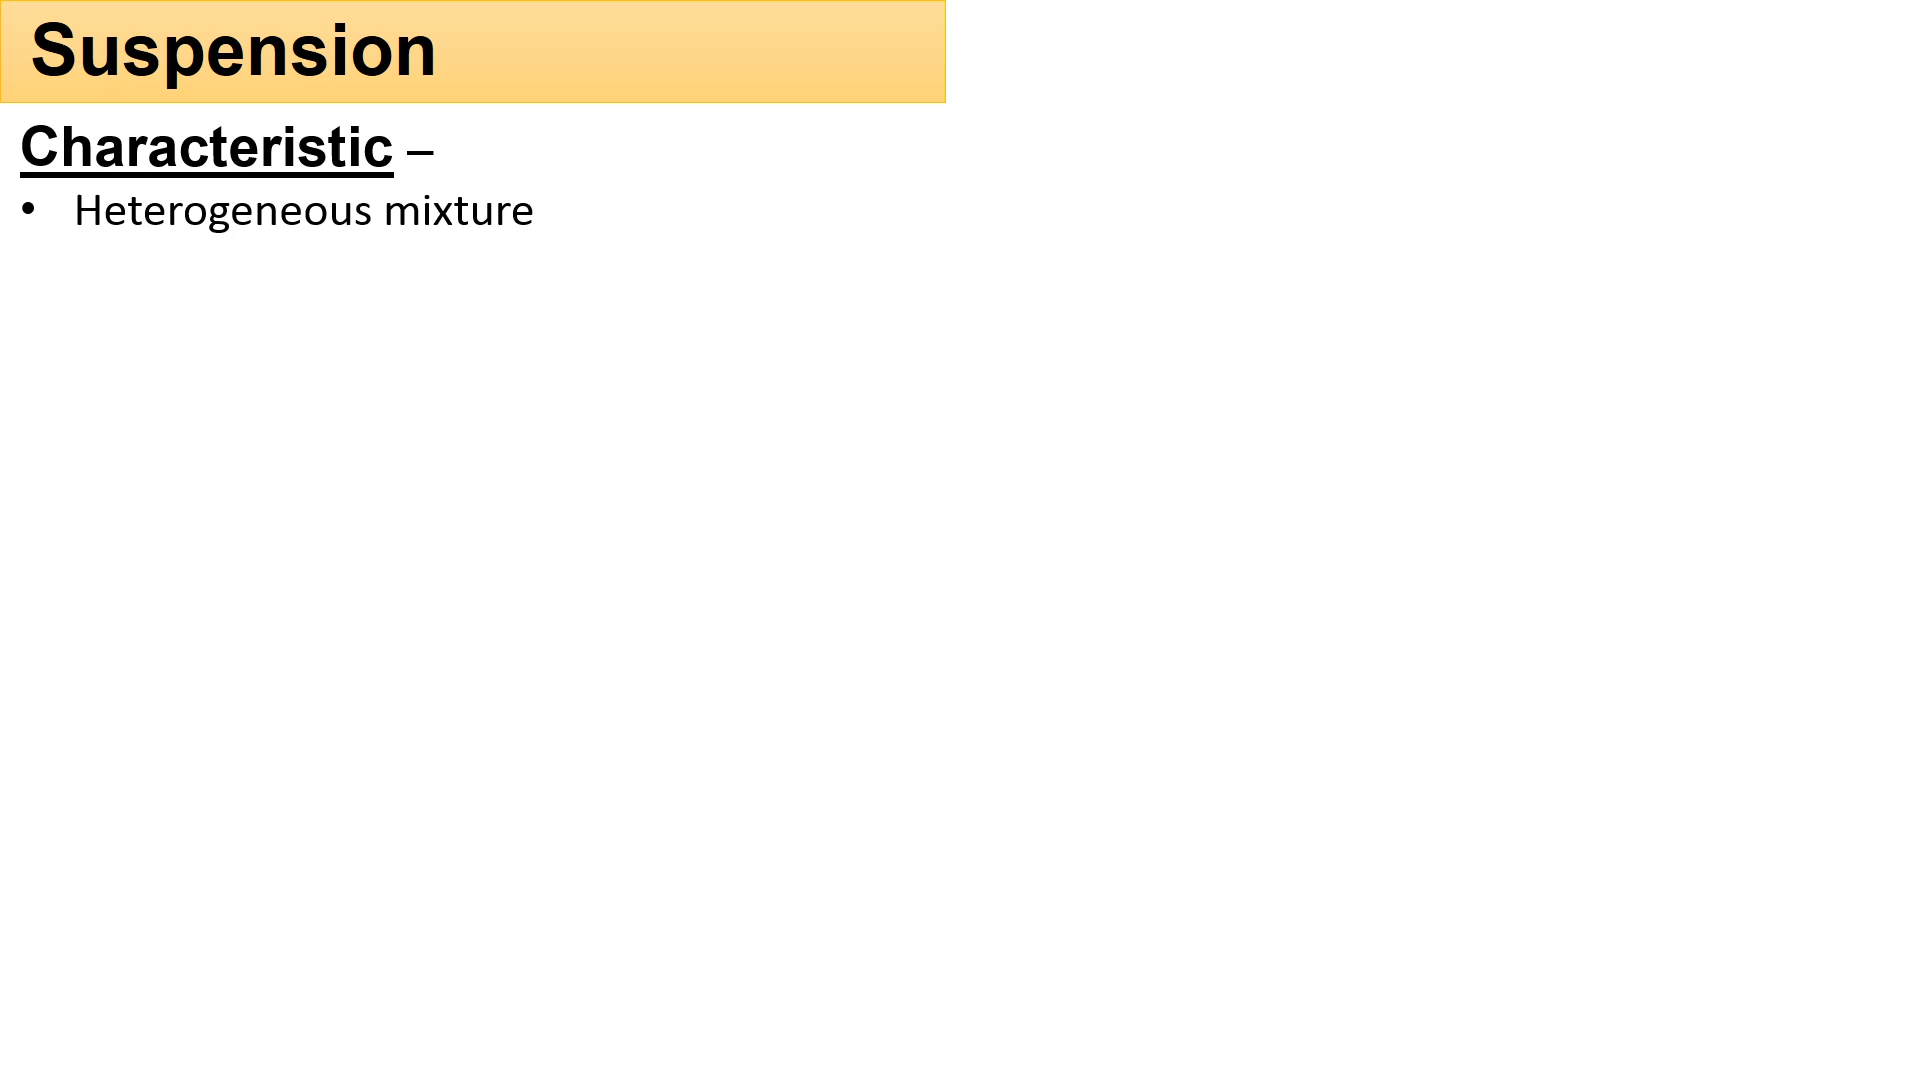 Suspension
Characteristic –
• Heterogeneous mixture